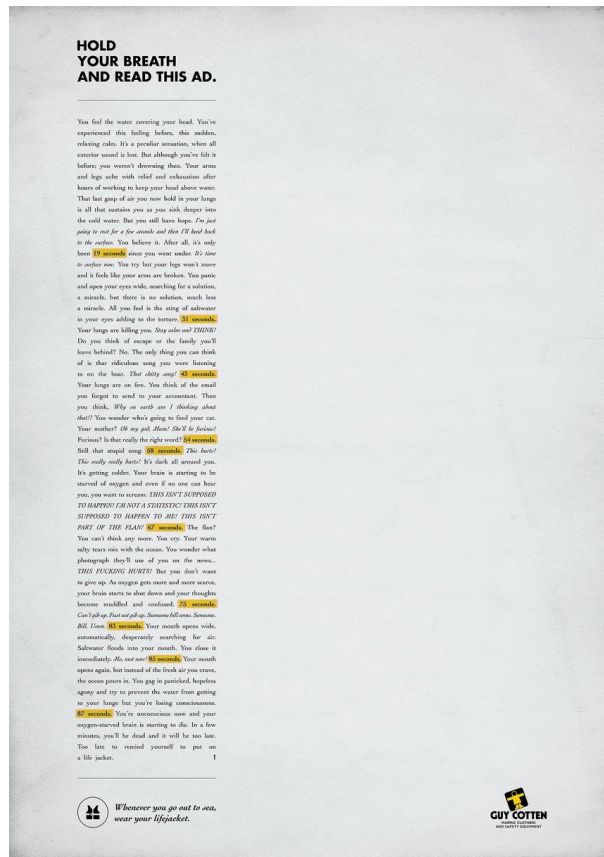 HOLD
YOUR BREATH
AND READ THIS AD.
You feel the water covering your head. You've
experienced this feeling before, this sudden,
relaxing calm. It's a peculiar sensation, when all
exterior sound is lost. But although you've felt it
before; you weren't drowning then. Your arms
and legs ache with relief and exhaustion after
hours of working to keep your head above water.
That last gasp of air you now hold in your lungs
is all that sustains you as you sink deeper into
the cold water. But you still have hope. I'm just
going to rest for a few seconds and then I'll head back
to the surface. You believe it. After all, it's only
been 19 seconds since you went under. It's time
to surface now. You try but your legs won't move
and it feels like your arms are broken. You panic
and open your eyes wide, searching for a solution,
a miracle, but there is no solution, much less
a miracle. All you feel is the sting of saltwater
in your eyes adding to the torture. 31 seconds.
Your lungs are killing you. Stay calm and THINK!
Do you think of escape or the family you'll
leave behind? No. The only thing you can think
of is that ridiculous song you were listening
to on the boat. That shitty song! 43 seconds.
Your lungs are on fire. You think of the email
you forgot to send to your accountant. Then
you think, Why on earth am I thinking about
that!? You wonder who's going to feed your cat.
Your mother? Oh my god, Mum! She'll be furious!
Furious? Is that really the right word? 54 seconds.
Still that stupid song. 58 seconds. This hurts!
This really really hurts! It's dark all around you.
It's getting colder. Your brain is starting to be
starved of oxygen and even if no one can hear
you, you want to scream: THIS ISN'T SUPPOSED
TO HAPPEN! I'M NOT A STATISTIC! THIS ISN'T
SUPPOSED TO HAPPEN TO ME! THIS ISN'T
PART OF THE PLAN! 67 seconds. The flan?
You can't think any more. You cry. Your warm
salty tears mix with the ocean. You wonder what
photograph they'll use of you on the news...
THIS FUCKING HURTS! But you don't want
to give up. As oxygen gets more and more scarce,
your brain starts to shut down and your thoughts
become muddled and confused. 75 seconds.
Can't gib up. Fust not gib up. Someone bill come. Someone.
Bill. Umm. 83 seconds. Your mouth opens wide,
automatically, desperately searching for air.
Saltwater floods into your mouth. You close it
immediately. Mo, not now! 85 seconds. Your mouth
opens again, but instead of the fresh air you crave,
the ocean pours in. You gag in panicked, hopeless
agony and try to prevent the water from getting
to your lungs but you're losing consciousness.
87 seconds. You're unconscious now and your
oxygen-starved brain is starting to die. In a few
minutes, you'll be dead and it will be too late.
Too late to remind yourself to put on
a life jacket. †
Whenever you go out to sea,
wear your lifejacket.
GUY COTTEN
MARINE CLOTHING
AND SAFETY EQUIPMENT